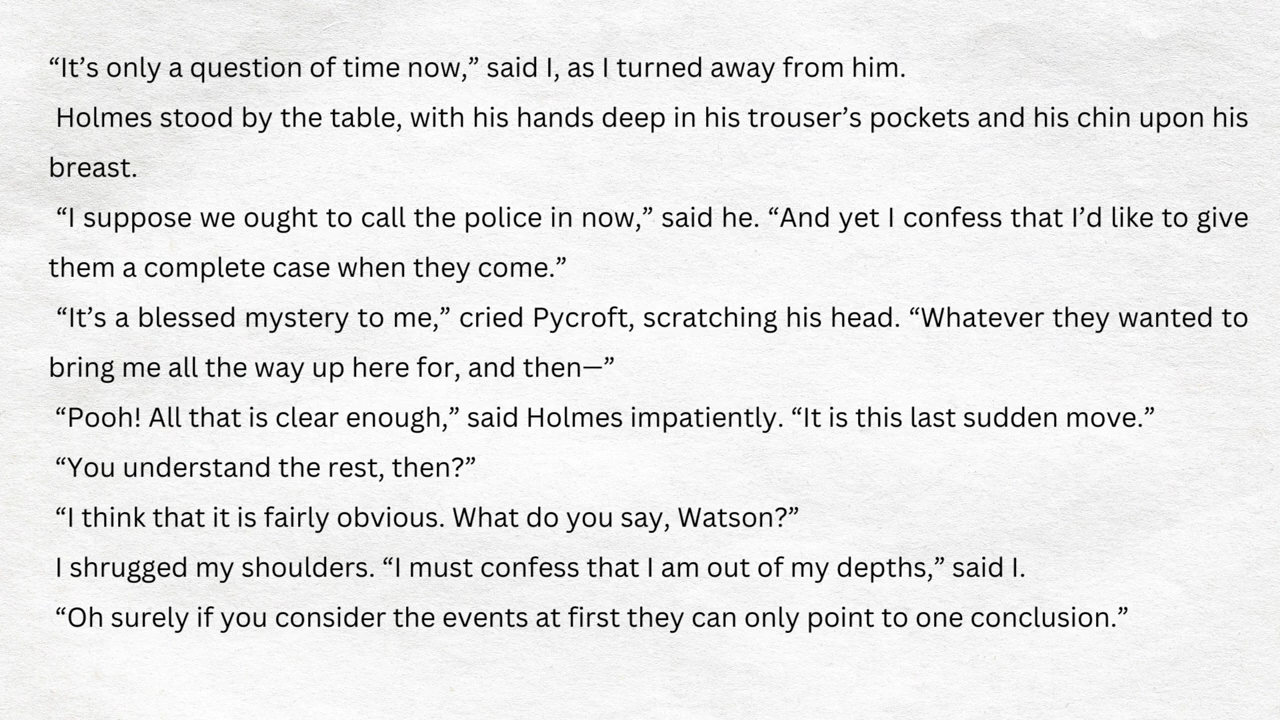 “It’s only a question of time now,” said I, as I turned away from him.
Holmes stood by the table, with his hands deep in his trouser’s pockets and his chin upon his
breast.
“I suppose we ought to call the police in now,” said he. “And yet I confess that I’d like to give
them a complete case when they come.”
“It’s a blessed mystery to me,” cried Pycroft, scratching his head. “Whatever they wanted to
bring me all the way up here for, and then—”
“Pooh! All that is clear enough,” said Holmes impatiently. “It is this last sudden move.”
“You understand the rest, then?”
“I think that it is fairly obvious. What do you say, Watson?”
I shrugged my shoulders. “I must confess that I am out of my depths,” said I.
“Oh surely if you consider the events at first they can only point to one conclusion.”